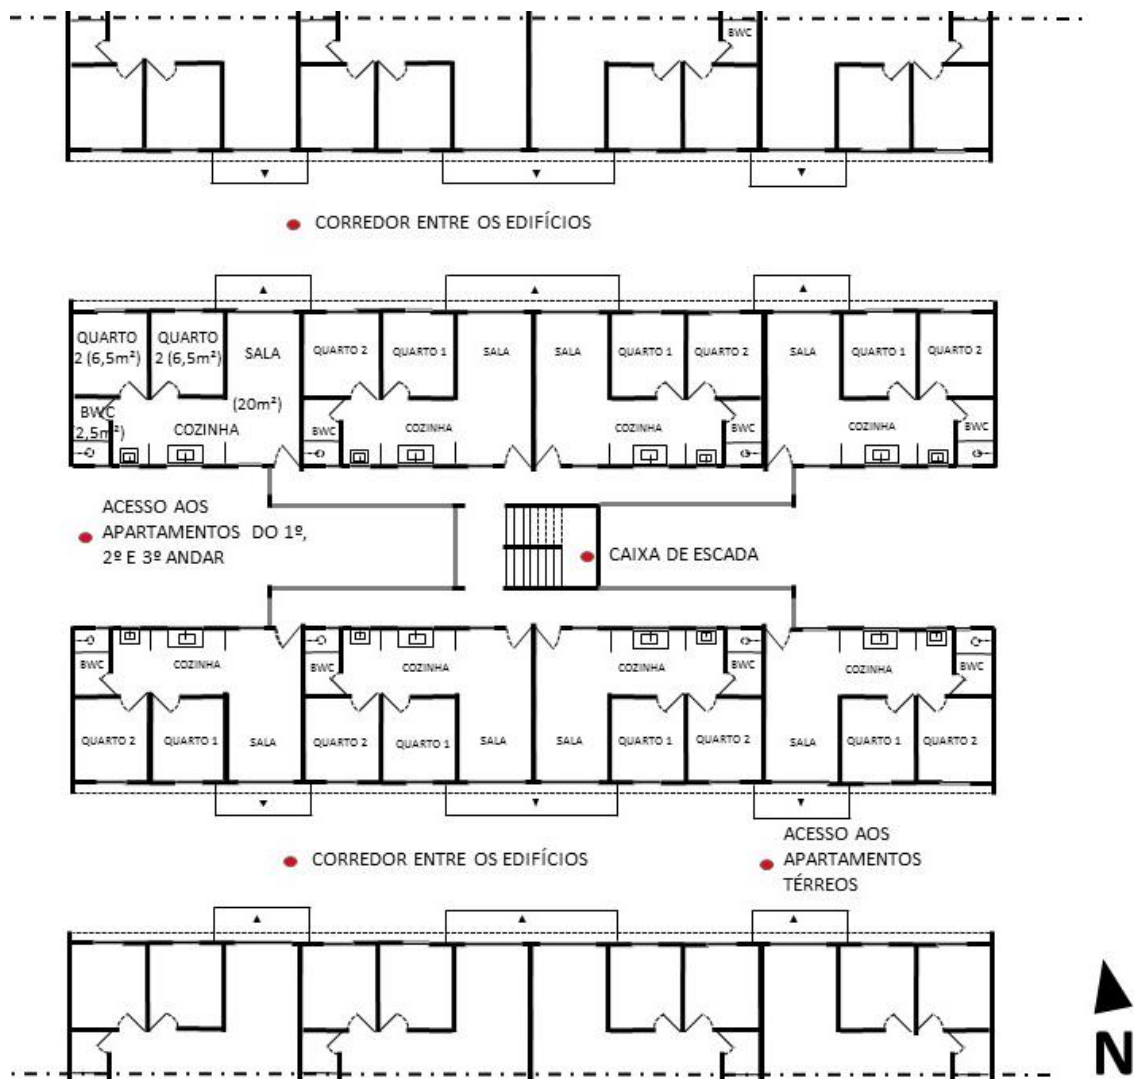 BWC
CORREDOR ENTRE OS EDIFÍCIOS
QUARTO
2 (6,5m²)
QUARTO
2 (6,5m²)
SALA
(20m²)
BWC
(2,5m²)
COZINHA
QUARTO 2
QUARTO 1
SALA
SALA
QUARTO 1
QUARTO 2
SALA
QUARTO 1
QUARTO 2
BWC
COZINHA
COZINHA
BWC
COZINHA
BWC
ACESSO AOS
APARTAMENTOS DO 1º,
2º E 3º ANDAR
CAIXA DE ESCADA
BWC
COZINHA
BWC
COZINHA
COZINHA
BWC
COZINHA
BWC
QUARTO 2
QUARTO 1
SALA
QUARTO 2
QUARTO 1
SALA
SALA
QUARTO 1
QUARTO 2
SALA
QUARTO 1
QUARTO 2
CORREDOR ENTRE OS EDIFÍCIOS
ACESSO AOS
APARTAMENTOS
TÉRREOS
N